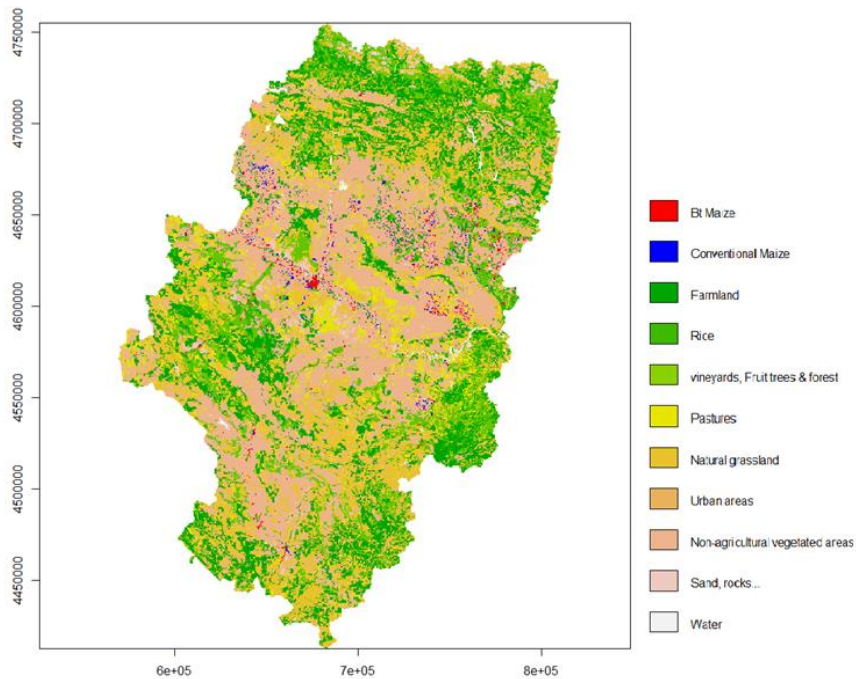 4750000
4700000
4650000
4600000
4550000
4500000
4450000
6e+05 7e+05 8e+05
Bt Maize
Conventional Maize
Farmland
Rice
vineyards, Fruit trees & forest
Pastures
Natural grassland
Urban areas
Non-agricultural vegetated areas
Sand, rocks...
Water